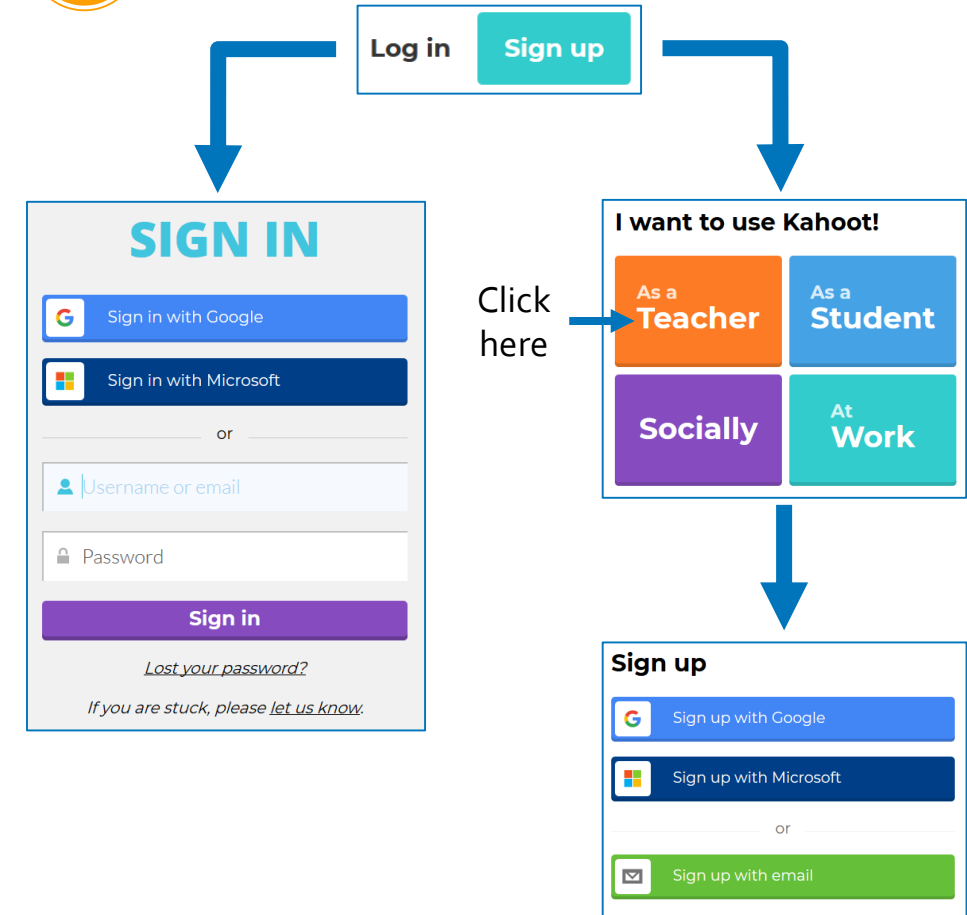 Log in
Sign up
SIGN IN
Sign in with Google
Sign in with Microsoft
or
Username or email
Password
Sign in
Lost your password?
If you are stuck, please let us know.
Click
here
I want to use Kahoot!
As a
Teacher
As a
Student
Socially
At
Work
Sign up
Sign up with Google
Sign up with Microsoft
or
Sign up with email